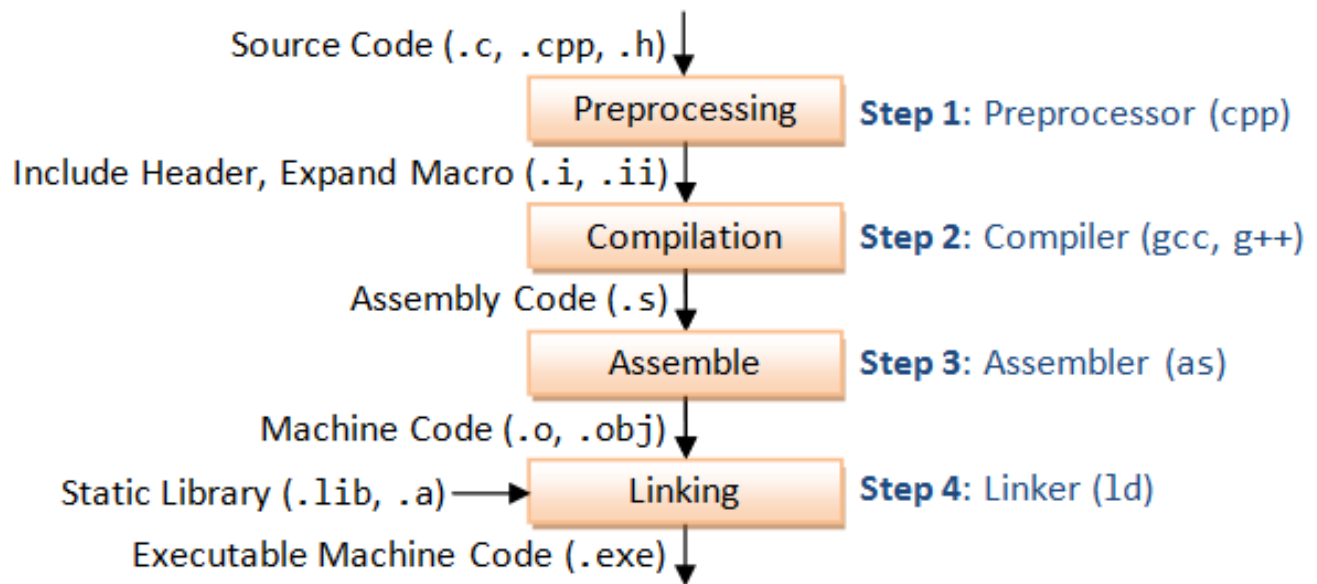 Source Code (.c, .cpp, .h)
Preprocessing
Step 1: Preprocessor (cpp)
Include Header, Expand Macro (.i, .ii)
Compilation
Step 2: Compiler (gcc, g++)
Assembly Code (.s)
Assemble
Step 3: Assembler (as)
Machine Code (.o, .obj)
Static Library (.lib, .a)
Linking
Step 4: Linker (ld)
Executable Machine Code (.exe)